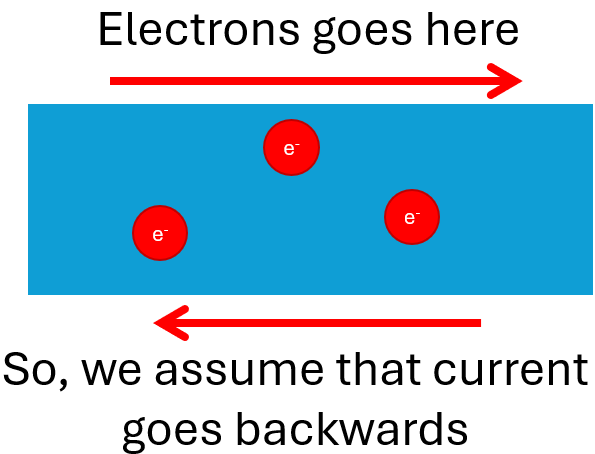 Electrons goes here
e⁻
e⁻
e⁻
So, we assume that current
goes backwards